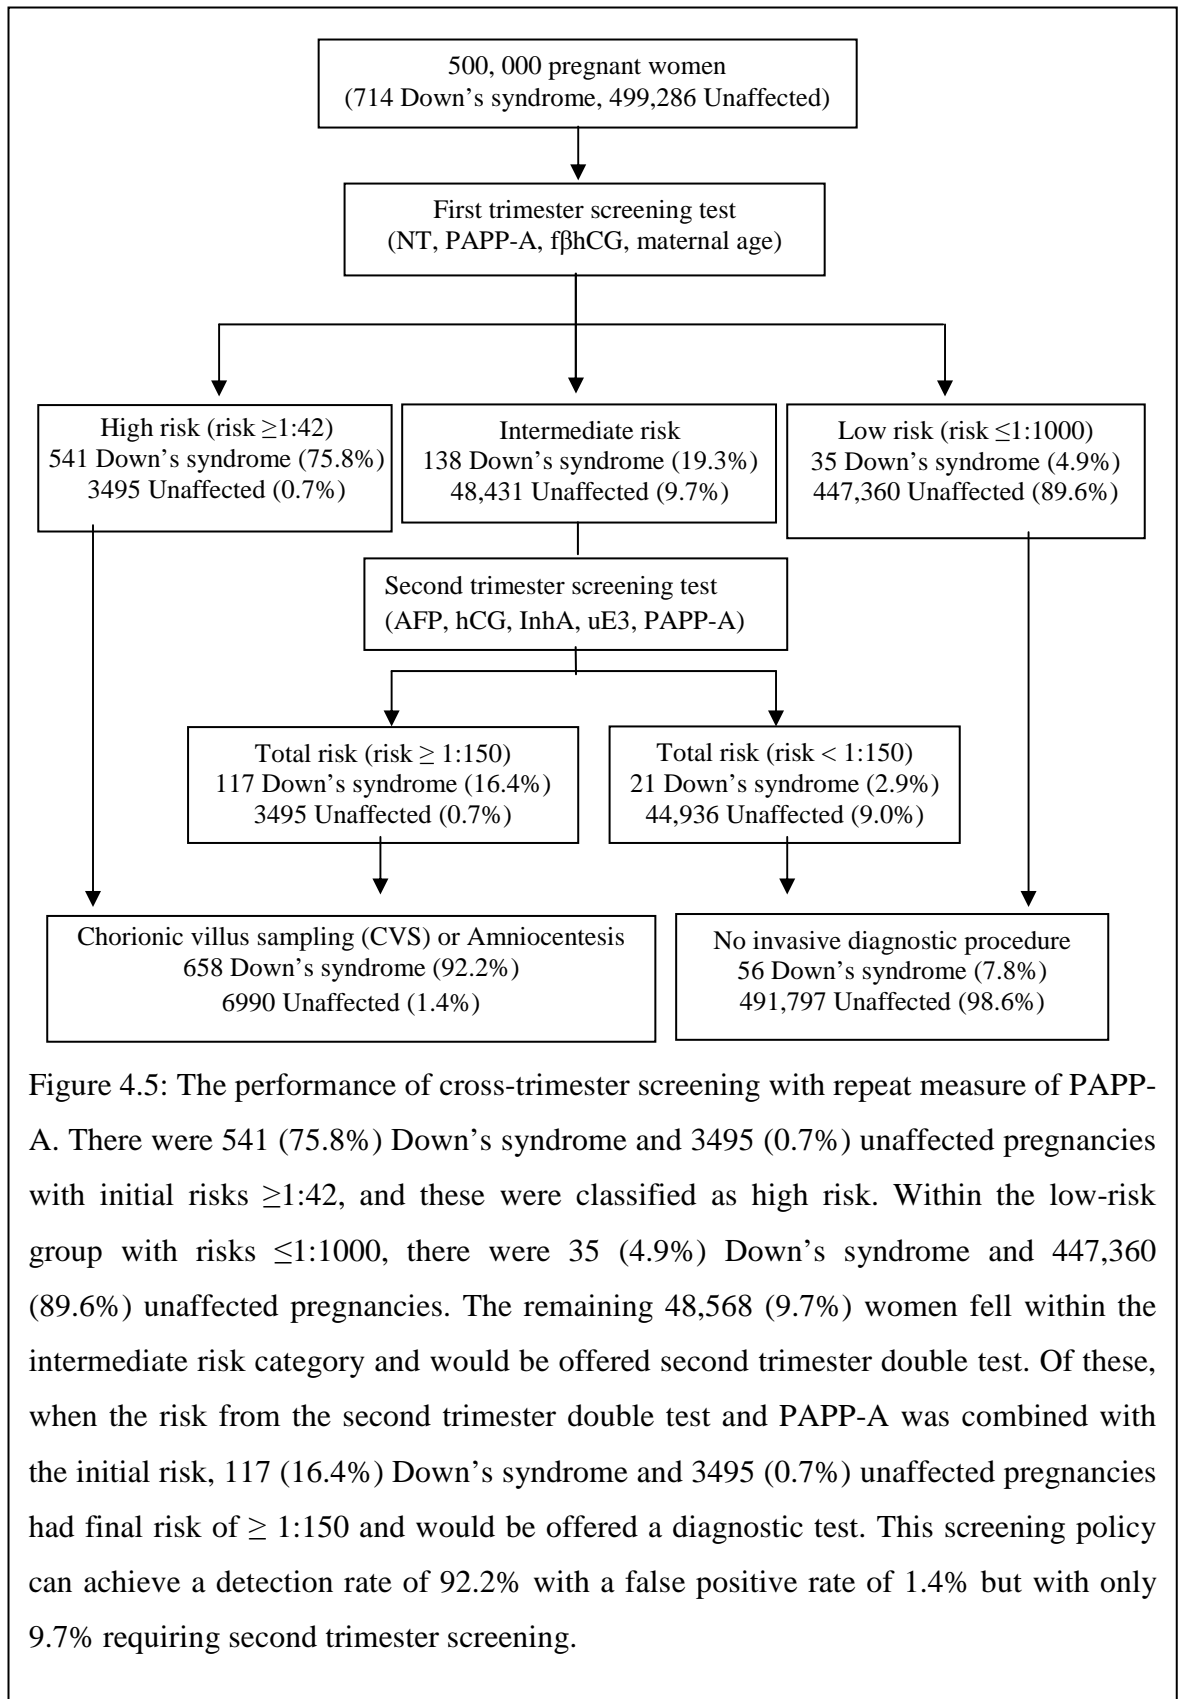 500, 000 pregnant women
(714 Down’s syndrome, 499,286 Unaffected)
First trimester screening test
(NT, PAPP-A, fβhCG, maternal age)
High risk (risk ≥1:42)
541 Down’s syndrome (75.8%)
3495 Unaffected (0.7%)
Intermediate risk
138 Down’s syndrome (19.3%)
48,431 Unaffected (9.7%)
Low risk (risk ≤1:1000)
35 Down’s syndrome (4.9%)
447,360 Unaffected (89.6%)
Second trimester screening test
(AFP, hCG, InhA, uE3, PAPP-A)
Total risk (risk ≥ 1:150)
117 Down’s syndrome (16.4%)
3495 Unaffected (0.7%)
Total risk (risk < 1:150)
21 Down’s syndrome (2.9%)
44,936 Unaffected (9.0%)
Chorionic villus sampling (CVS) or Amniocentesis
658 Down’s syndrome (92.2%)
6990 Unaffected (1.4%)
No invasive diagnostic procedure
56 Down’s syndrome (7.8%)
491,797 Unaffected (98.6%)
Figure 4.5: The performance of cross-trimester screening with repeat measure of PAPP-
A. There were 541 (75.8%) Down’s syndrome and 3495 (0.7%) unaffected pregnancies
with initial risks ≥1:42, and these were classified as high risk. Within the low-risk
group with risks ≤1:1000, there were 35 (4.9%) Down’s syndrome and 447,360
(89.6%) unaffected pregnancies. The remaining 48,568 (9.7%) women fell within the
intermediate risk category and would be offered second trimester double test. Of these,
when the risk from the second trimester double test and PAPP-A was combined with
the initial risk, 117 (16.4%) Down’s syndrome and 3495 (0.7%) unaffected pregnancies
had final risk of ≥ 1:150 and would be offered a diagnostic test. This screening policy
can achieve a detection rate of 92.2% with a false positive rate of 1.4% but with only
9.7% requiring second trimester screening.